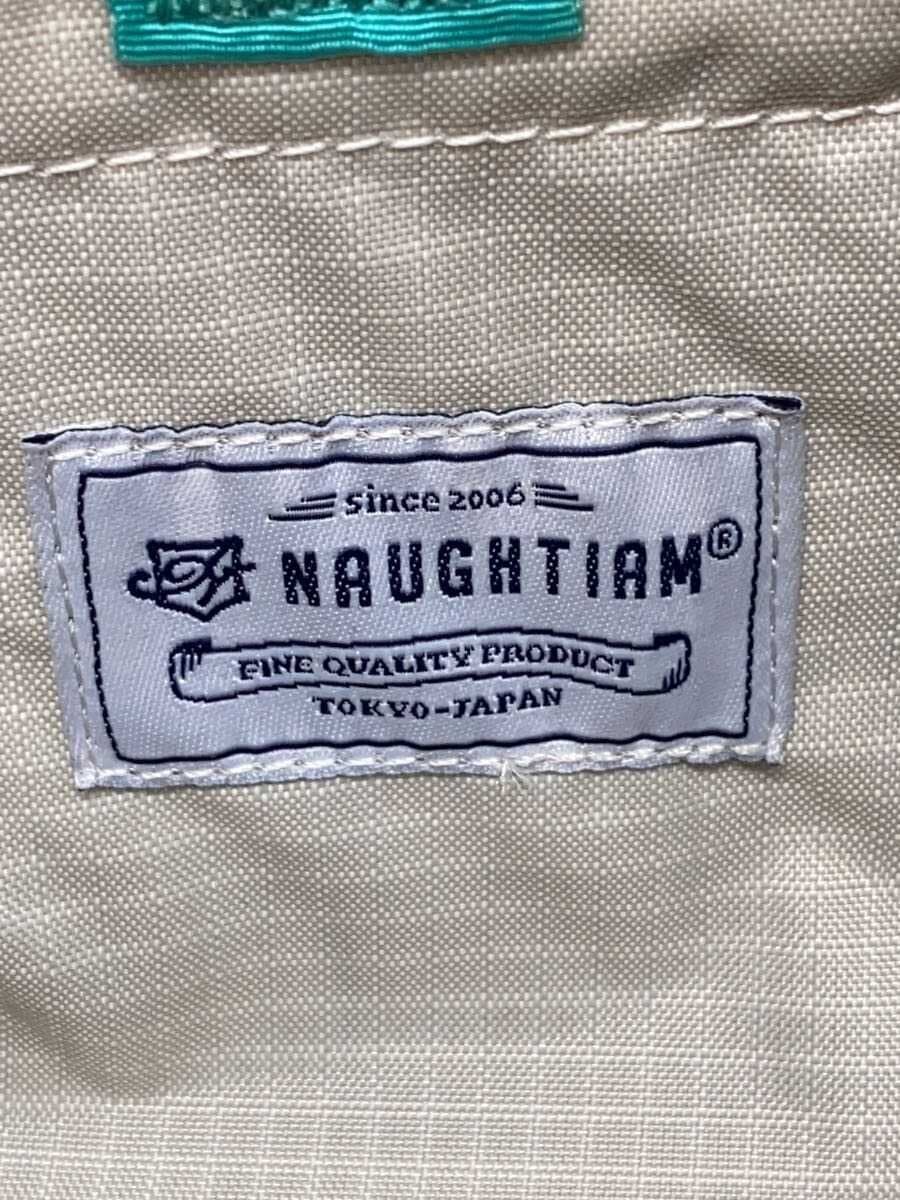 since 2006
NAUGHTIAM®
FINE QUALITY PRODUCT
TOKYO-JAPAN